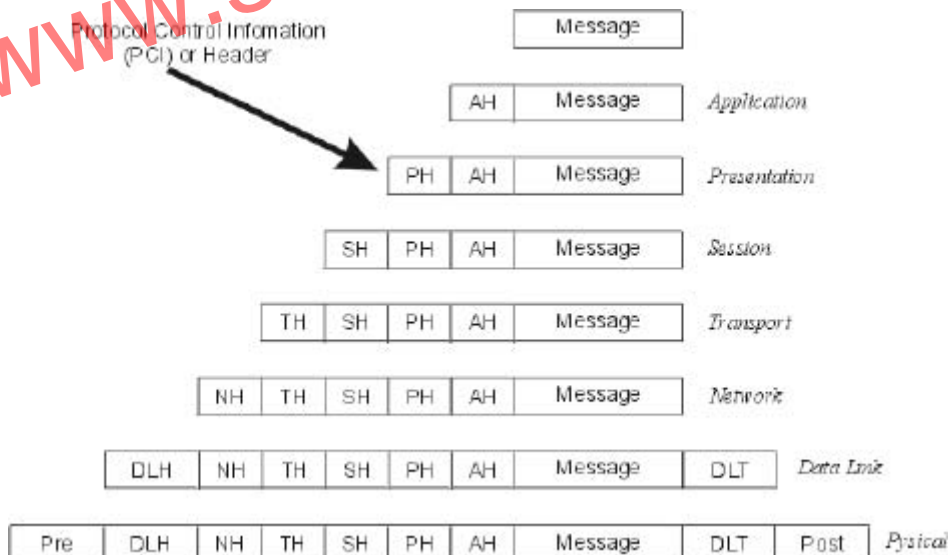 WWW.S
Protocol Control Infomation
(PCI) or Header
Message
AH Message Application
PH AH Message Presentation
SH PH AH Message Session
TH SH PH AH Message Transport
NH TH SH PH AH Message Network
DLH NH TH SH PH AH Message DLT Data Link
Pre DLH NH TH SH PH AH Message DLT Post Pysical